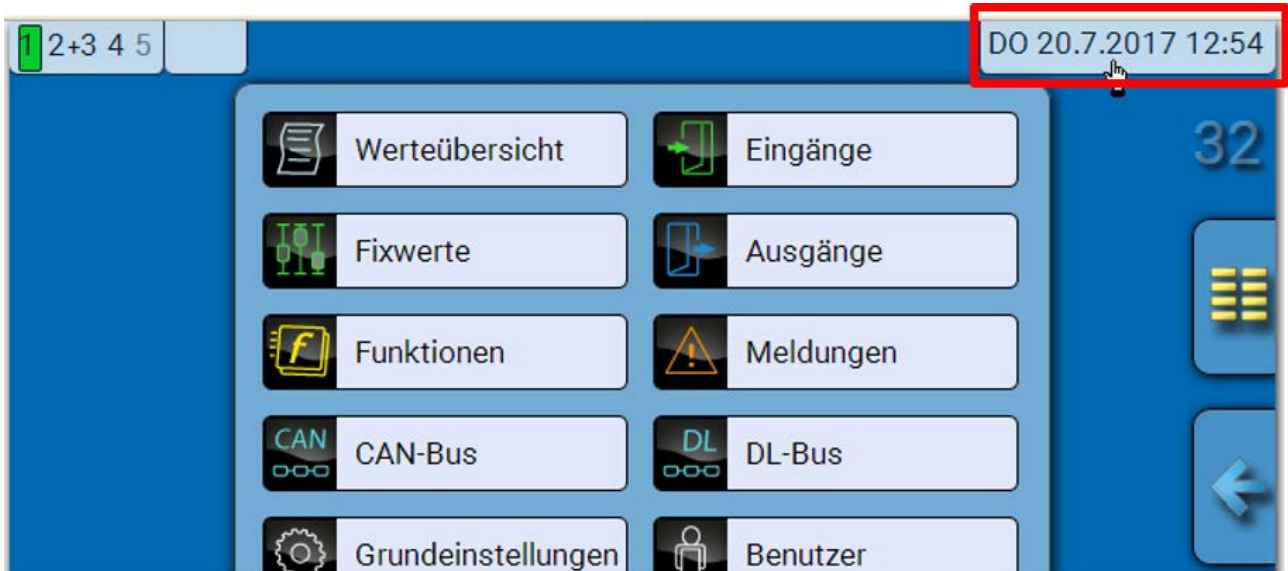 1 2+3 4 5
DO 20.7.2017 12:54
32
Werteübersicht
Eingänge
Fixwerte
Ausgänge
f Funktionen
Meldungen
CAN CAN-Bus
DL DL-Bus
Grundeinstellungen
Benutzer